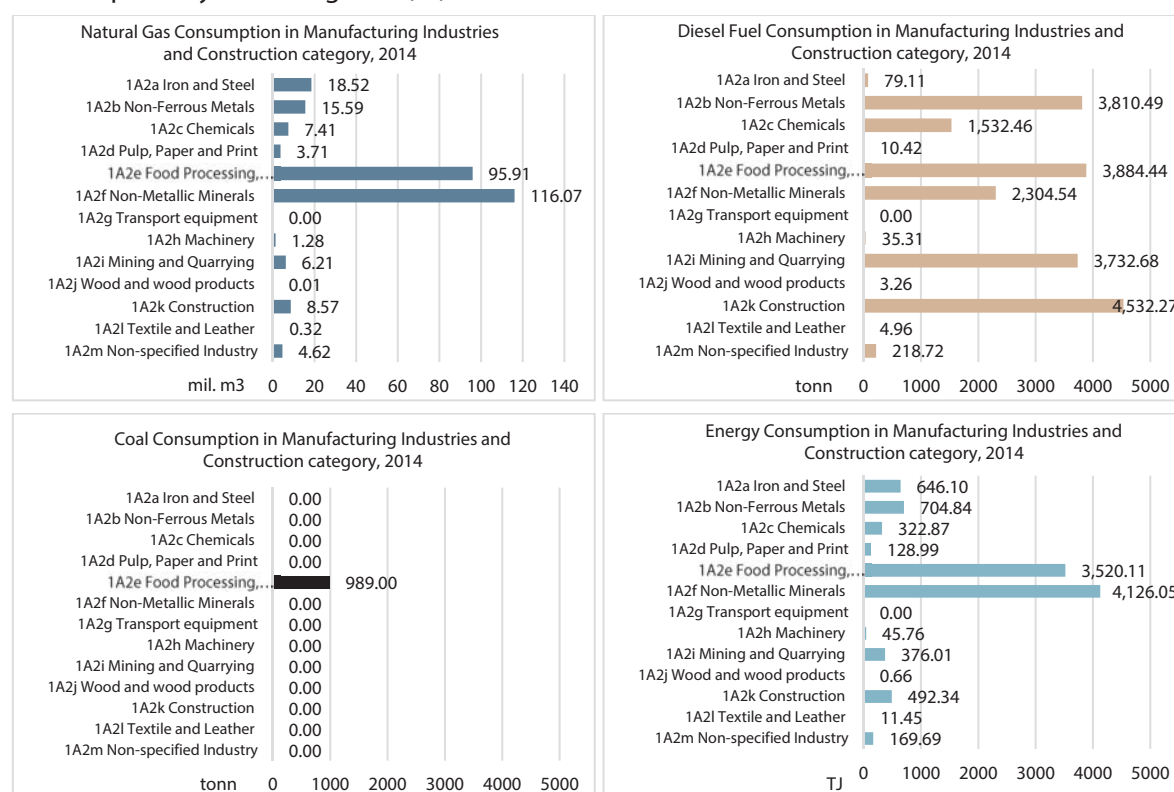 Natural Gas Consumption in Manufacturing Industries
and Construction category, 2014
1A2a Iron and Steel 18.52
1A2b Non-Ferrous Metals 15.59
1A2c Chemicals 7.41
1A2d Pulp, Paper and Print 3.71
1A2e Food Processing,... 95.91
1A2f Non-Metallic Minerals 116.07
1A2g Transport equipment 0.00
1A2h Machinery 1.28
1A2i Mining and Quarrying 6.21
1A2j Wood and wood products 0.01
1A2k Construction 8.57
1A2l Textile and Leather 0.32
1A2m Non-specified Industry 4.62
mil. m3 0 20 40 60 80 100 120 140
Diesel Fuel Consumption in Manufacturing Industries and
Construction category, 2014
1A2a Iron and Steel 79.11
1A2b Non-Ferrous Metals 3,810.49
1A2c Chemicals 1,532.46
1A2d Pulp, Paper and Print 10.42
1A2e Food Processing,... 3,884.44
1A2f Non-Metallic Minerals 2,304.54
1A2g Transport equipment 0.00
1A2h Machinery 35.31
1A2i Mining and Quarrying 3,732.68
1A2j Wood and wood products 3.26
1A2k Construction 4,532.27
1A2l Textile and Leather 4.96
1A2m Non-specified Industry 218.72
tonn 0 1000 2000 3000 4000 5000
Coal Consumption in Manufacturing Industries and
Construction category, 2014
1A2a Iron and Steel 0.00
1A2b Non-Ferrous Metals 0.00
1A2c Chemicals 0.00
1A2d Pulp, Paper and Print 0.00
1A2e Food Processing,... 989.00
1A2f Non-Metallic Minerals 0.00
1A2g Transport equipment 0.00
1A2h Machinery 0.00
1A2i Mining and Quarrying 0.00
1A2j Wood and wood products 0.00
1A2k Construction 0.00
1A2l Textile and Leather 0.00
1A2m Non-specified Industry 0.00
tonn 0 1000 2000 3000 4000 5000
Energy Consumption in Manufacturing Industries and
Construction category, 2014
1A2a Iron and Steel 646.10
1A2b Non-Ferrous Metals 704.84
1A2c Chemicals 322.87
1A2d Pulp, Paper and Print 128.99
1A2e Food Processing,... 3,520.11
1A2f Non-Metallic Minerals 4,126.05
1A2g Transport equipment 0.00
1A2h Machinery 45.76
1A2i Mining and Quarrying 376.01
1A2j Wood and wood products 0.66
1A2k Construction 492.34
1A2l Textile and Leather 11.45
1A2m Non-specified Industry 169.69
TJ 0 1000 2000 3000 4000 5000